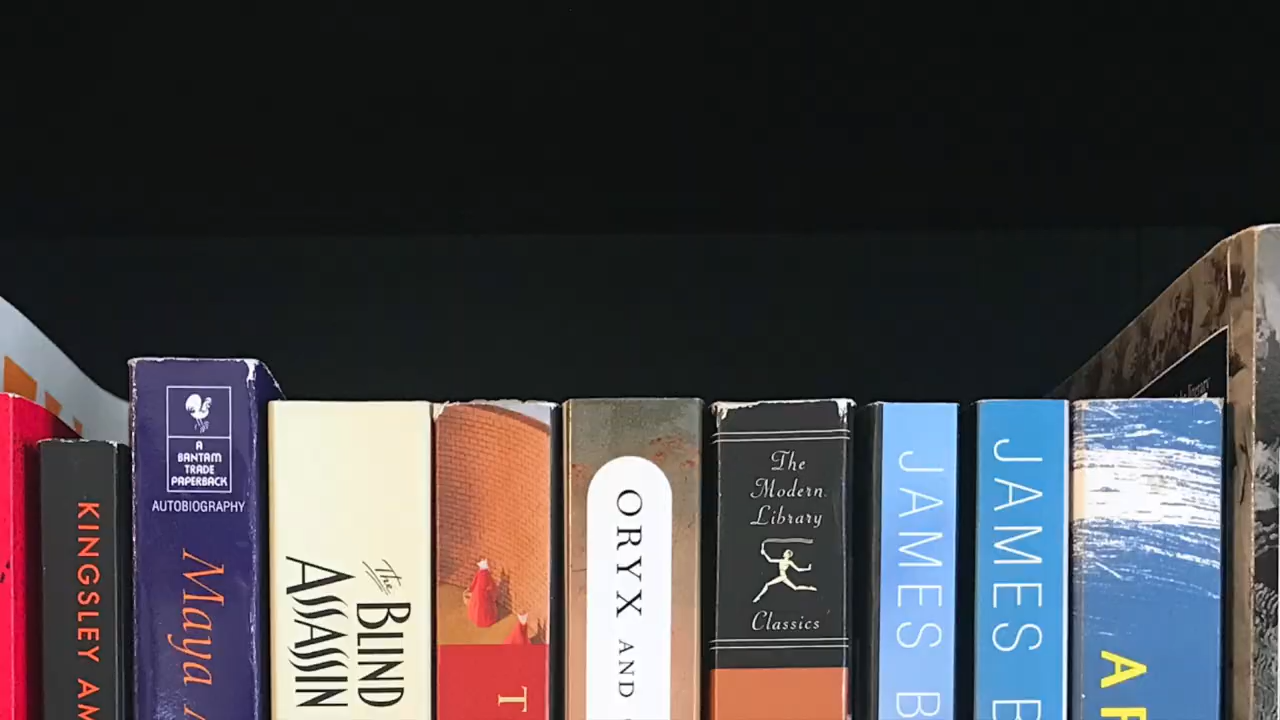 KINGSLEY AM
A
BANTAM
TRADE
PAPERBACK
AUTOBIOGRAPHY
Maya
The
BLIND
ASSASSIN
T
ORYX AND
The
Modern
Library
Classics
JAMES B
JAMES B
A